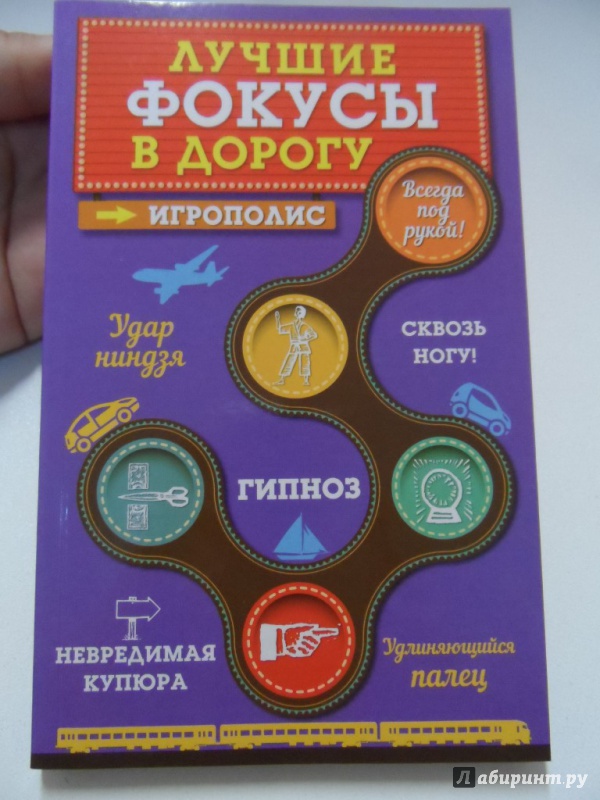 ЛУЧШИЕ
ФОКУСЫ
В ДОРОГУ
ИГРОПОЛИС
Всегда
под
рукой!
Удар
ниндзя
СКВОЗЬ
НОГУ!
ГИПНОЗ
НЕВРЕДИМАЯ
КУПЮРА
Удлиняющийся
палец
«Лабиринт.ру